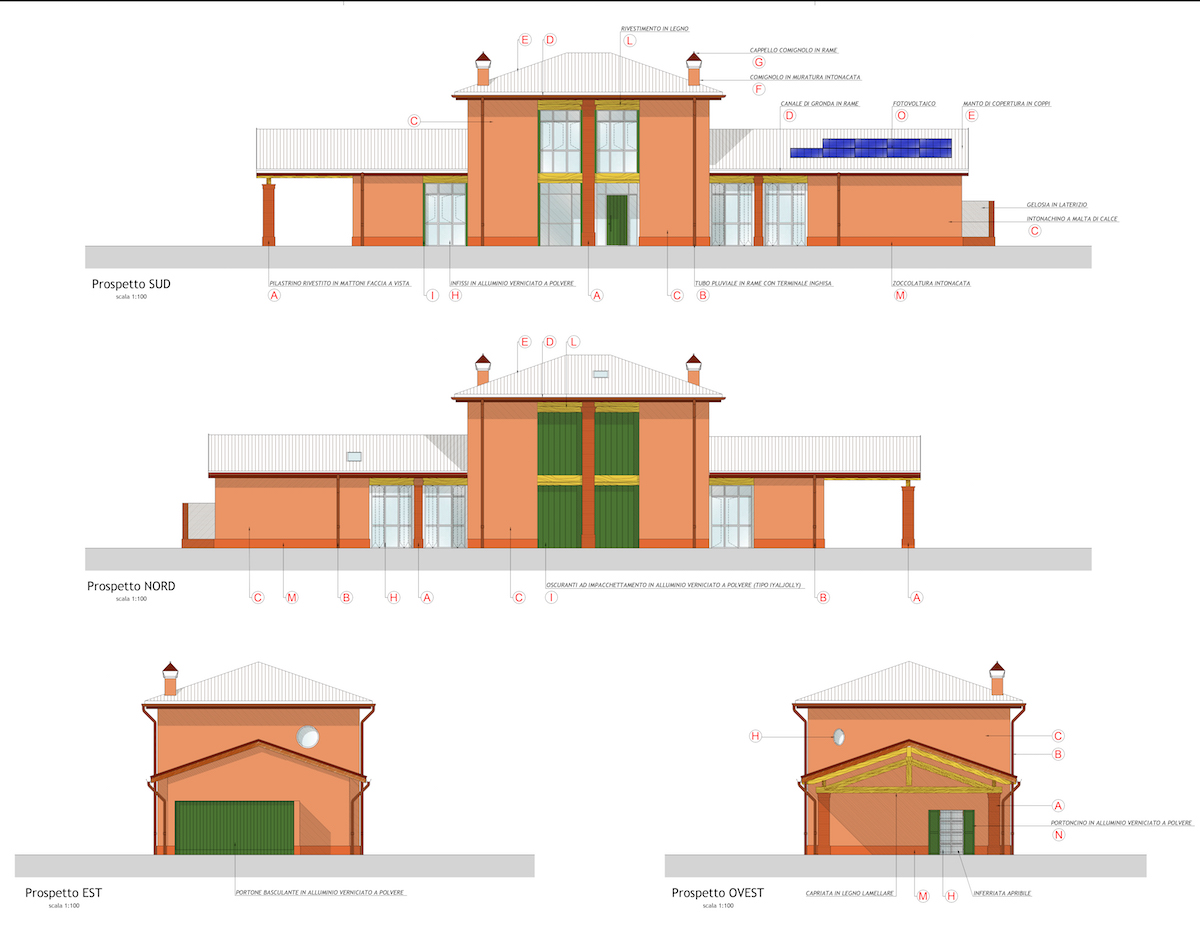 RIVESTIMENTO IN LEGNO
E
D
L
CAPPELLO COMIGNOLO IN RAME
G
COMIGNOLO IN MURATURA INTONACATA
F
CANALE DI GRONDA IN RAME
FOTOVOLTAICO
MANTO DI COPERTURA IN COPPI
C
D
O
E
GELOSIA IN LATERIZIO
INTONACHINO A MALTA DI CALCE
C
Prospetto SUD
scala 1:100
PILASTRINO RIVESTITO IN MATTONI FACCIA A VISTA
INFISSI IN ALLUMINIO VERNICIATO A POLVERE
TUBO PLUVIALE IN RAME CON TERMINALE INGHISA
ZOCCOLATURA INTONACATA
A
I
H
A
C
B
M
E
D
L
Prospetto NORD
scala 1:100
OSCURANTI AD IMPACCHETTAMENTO IN ALLUMINIO VERNICIATO A POLVERE (TIPO IYALJOLLY)
C
M
B
H
A
C
I
B
A
H
C
B
A
PORTONCINO IN ALLUMINIO VERNICIATO A POLVERE
N
Prospetto EST
scala 1:100
PORTONE BASCULANTE IN ALLUMINIO VERNICIATO A POLVERE
Prospetto OVEST
scala 1:100
CAPRIATA IN LEGNO LAMELLARE
M
H
INFERRIATA APRIBILE